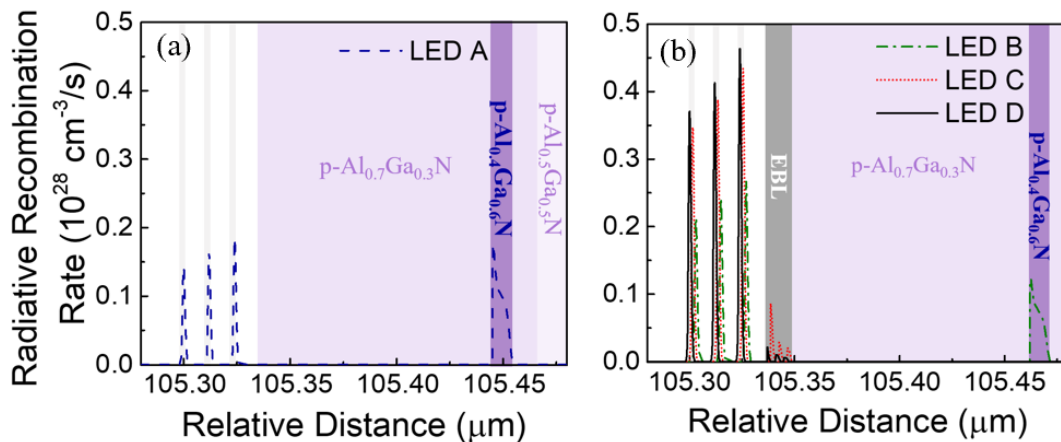 Radiative Recombination
Rate (10²⁸ cm⁻³/s)
(a)
LED A
0.5
0.4
0.3
0.2
0.1
0.0
p-Al₀.₇Ga₀.₃N
p-Al₀.₄Ga₀.₆N
p-Al₀.₅Ga₀.₅N
105.30 105.35 105.40 105.45
Relative Distance (μm)
(b)
LED B
LED C
LED D
0.5
0.4
0.3
0.2
0.1
0.0
EBL
p-Al₀.₇Ga₀.₃N
p-Al₀.₄Ga₀.₆N
105.30 105.35 105.40 105.45
Relative Distance (μm)